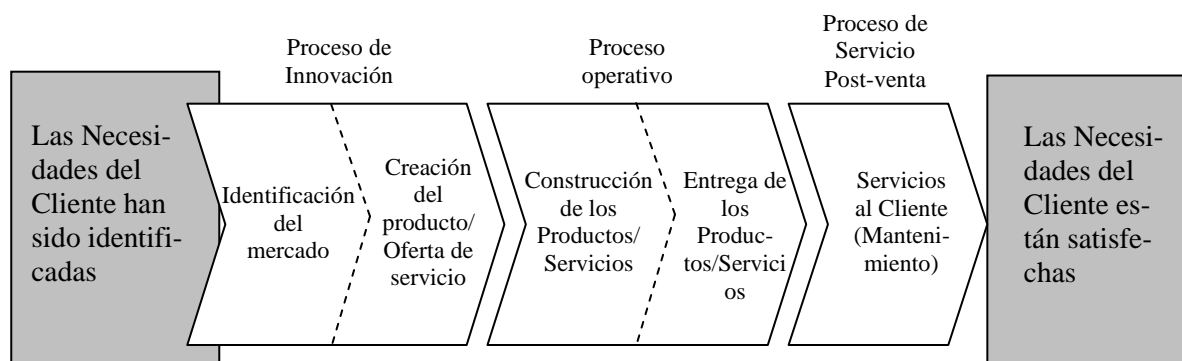 Proceso de
Innovación
Proceso
operativo
Proceso de
Servicio
Post-venta
Las Necesi-
dades del
Cliente han
sido identifi-
cadas
Identificación
del
mercado
Creación
del
producto/
Oferta de
servicio
Construcción
de los
Productos/
Servicios
Entrega de
los
Produc-
tos/Servici
os
Servicios
al Cliente
(Manteni-
miento)
Las Necesi-
dades del
Cliente es-
tán satisfe-
chas